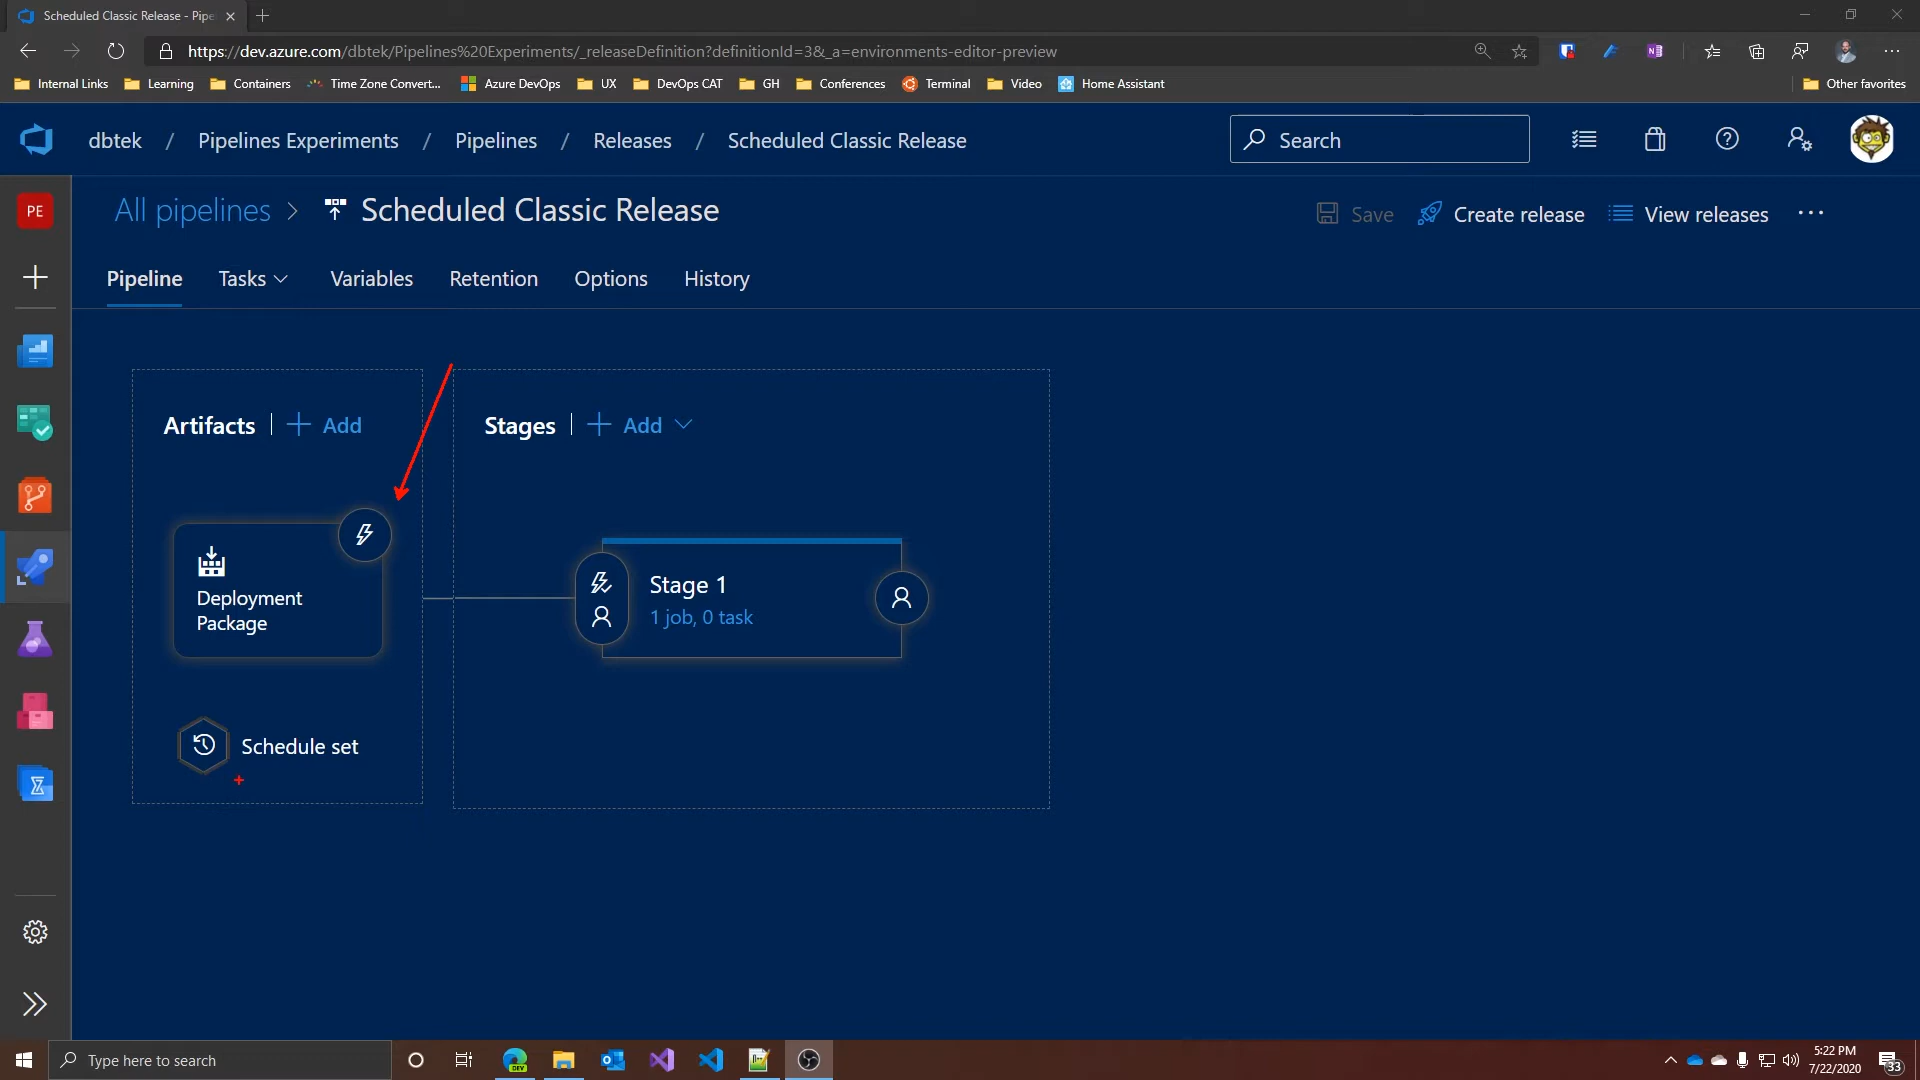 Scheduled Classic Release - Pipe
https://dev.azure.com/dbtek/Pipelines%20Experiments/_releaseDefinition?definitionId=3&_a=environments-editor-preview
Internal Links Learning Containers Time Zone Convert... Azure DevOps UX DevOps CAT GH Conferences Terminal Video Home Assistant Other favorites
dbtek / Pipelines Experiments / Pipelines / Releases / Scheduled Classic Release Search
PE
All pipelines > Scheduled Classic Release Save Create release View releases ...
Pipeline Tasks Variables Retention Options History
Artifacts | + Add Stages | + Add
Deployment
Package
Stage 1
1 job, 0 task
Schedule set
Type here to search
DEV
5:22 PM
7/22/2020
33